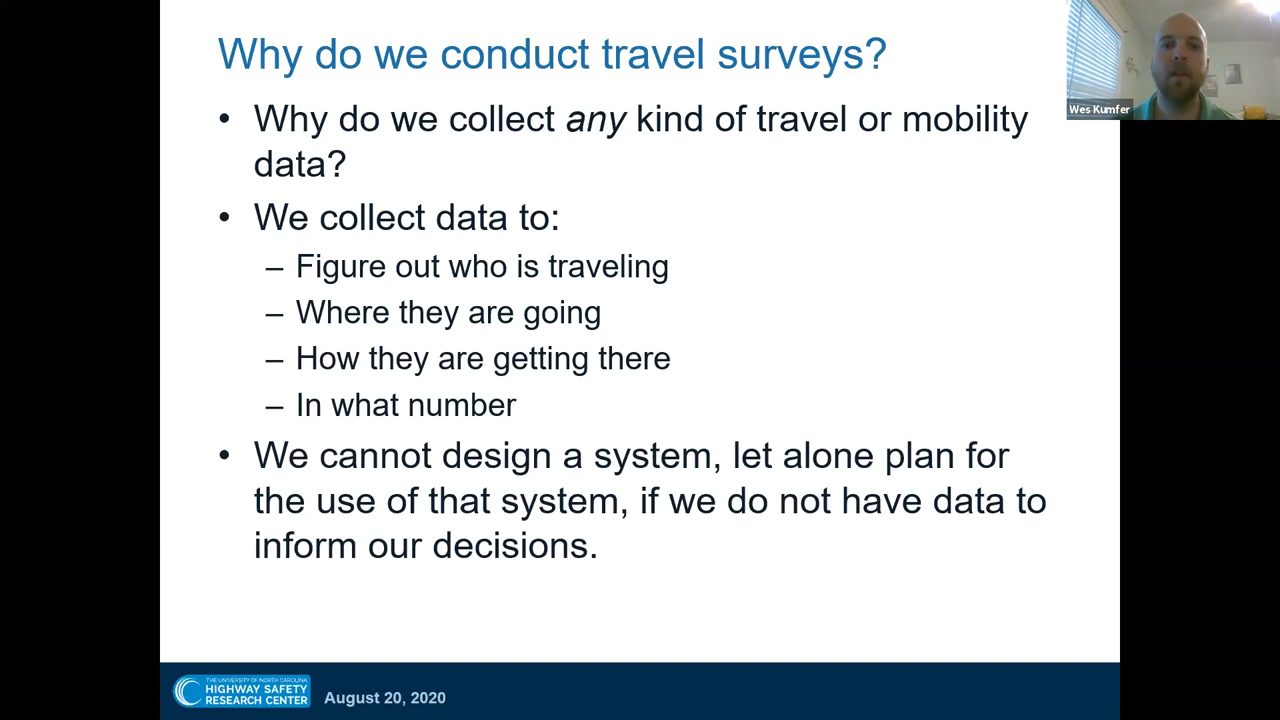 Why do we conduct travel surveys?
• Why do we collect any kind of travel or mobility
data?
• We collect data to:
– Figure out who is traveling
– Where they are going
– How they are getting there
– In what number
• We cannot design a system, let alone plan for
the use of that system, if we do not have data to
inform our decisions.
Wes Kumfer
THE UNIVERSITY OF NORTH CAROLINA
HIGHWAY SAFETY
RESEARCH CENTER
August 20, 2020